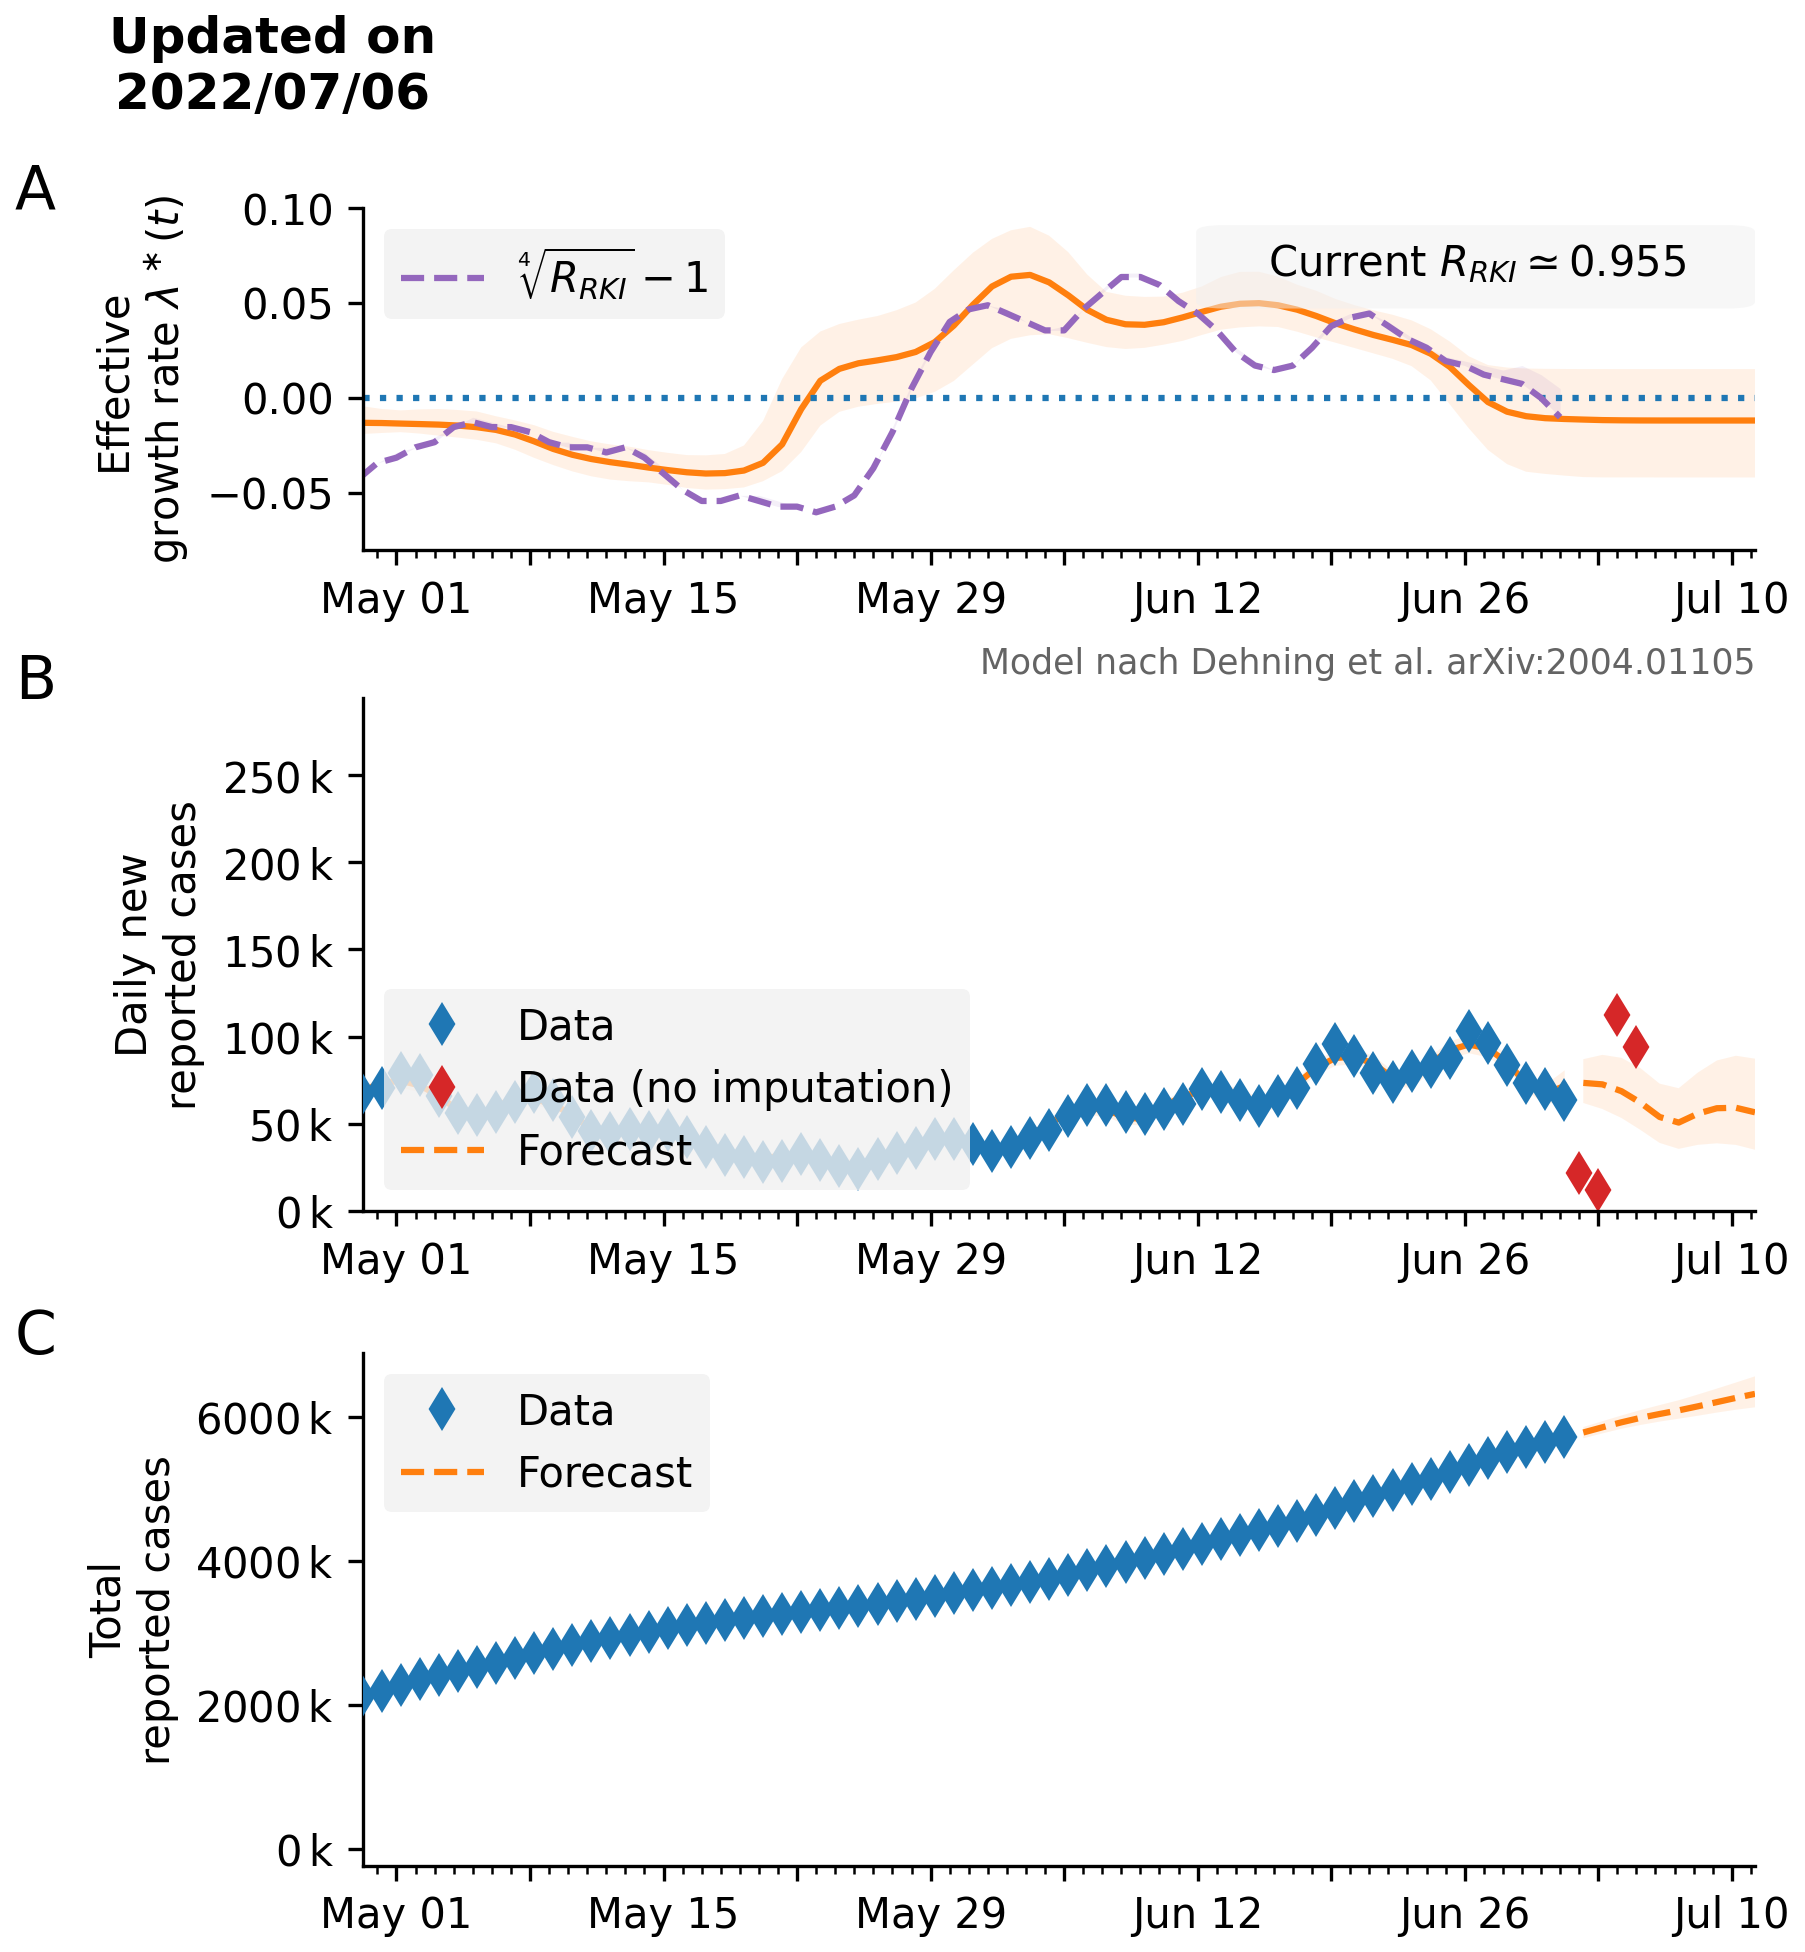 Updated on
2022/07/06
A
Effective
growth rate λ * (t)
0.10
0.05
0.00
−0.05
∜R_RKI − 1
Current R_RKI ≃ 0.955
May 01 May 15 May 29 Jun 12 Jun 26 Jul 10
Model nach Dehning et al. arXiv:2004.01105
B
Daily new
reported cases
250 k
200 k
150 k
100 k
50 k
0 k
Data
Data (no imputation)
Forecast
May 01 May 15 May 29 Jun 12 Jun 26 Jul 10
C
Total
reported cases
6000 k
4000 k
2000 k
0 k
Data
Forecast
May 01 May 15 May 29 Jun 12 Jun 26 Jul 10